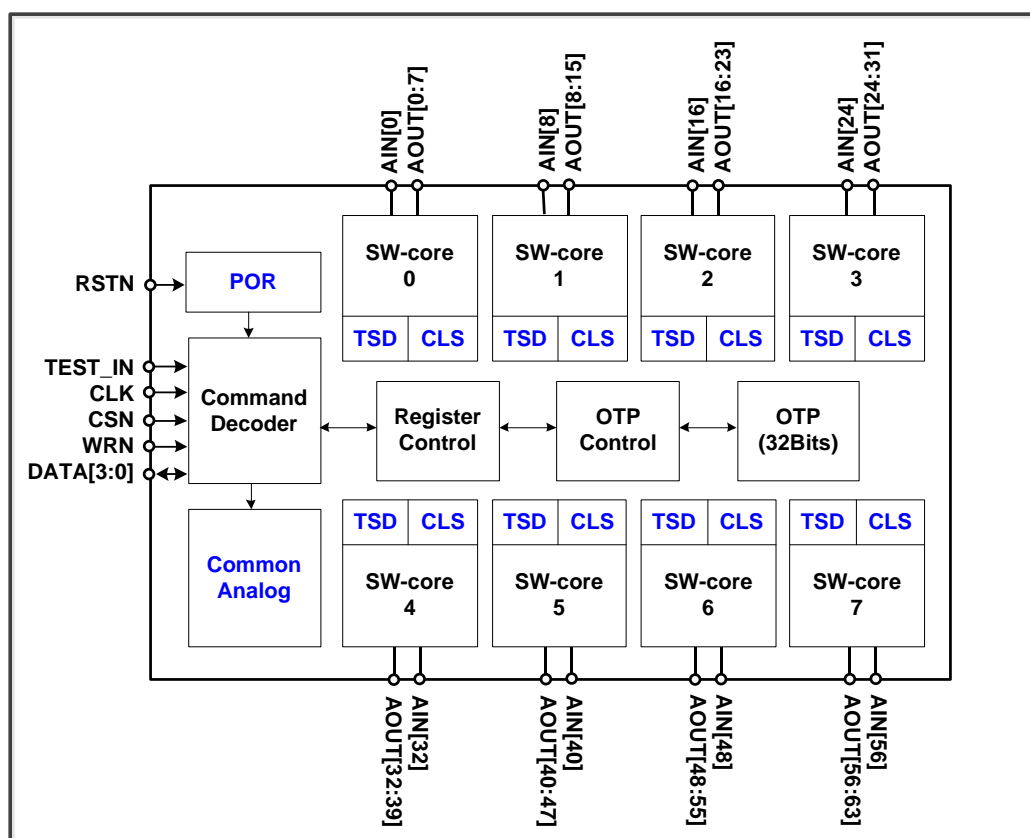 AIN[0]
AOUT[0:7]
AIN[8]
AOUT[8:15]
AIN[16]
AOUT[16:23]
AIN[24]
AOUT[24:31]
RSTN
POR
SW-core
0
SW-core
1
SW-core
2
SW-core
3
TSD CLS
TSD CLS
TSD CLS
TSD CLS
TEST_IN
CLK
CSN
WRN
DATA[3:0]
Command
Decoder
Register
Control
OTP
Control
OTP
(32Bits)
Common
Analog
TSD CLS
TSD CLS
TSD CLS
TSD CLS
SW-core
4
SW-core
5
SW-core
6
SW-core
7
AOUT[32:39]
AIN[32]
AOUT[40:47]
AIN[40]
AOUT[48:55]
AIN[48]
AOUT[56:63]
AIN[56]